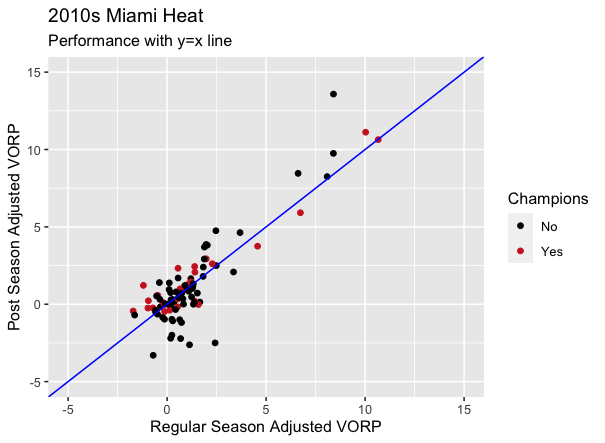 2010s Miami Heat
Performance with y=x line
Post Season Adjusted VORP
15
10
5
0
-5
-5
0
5
10
15
Regular Season Adjusted VORP
Champions
No
Yes